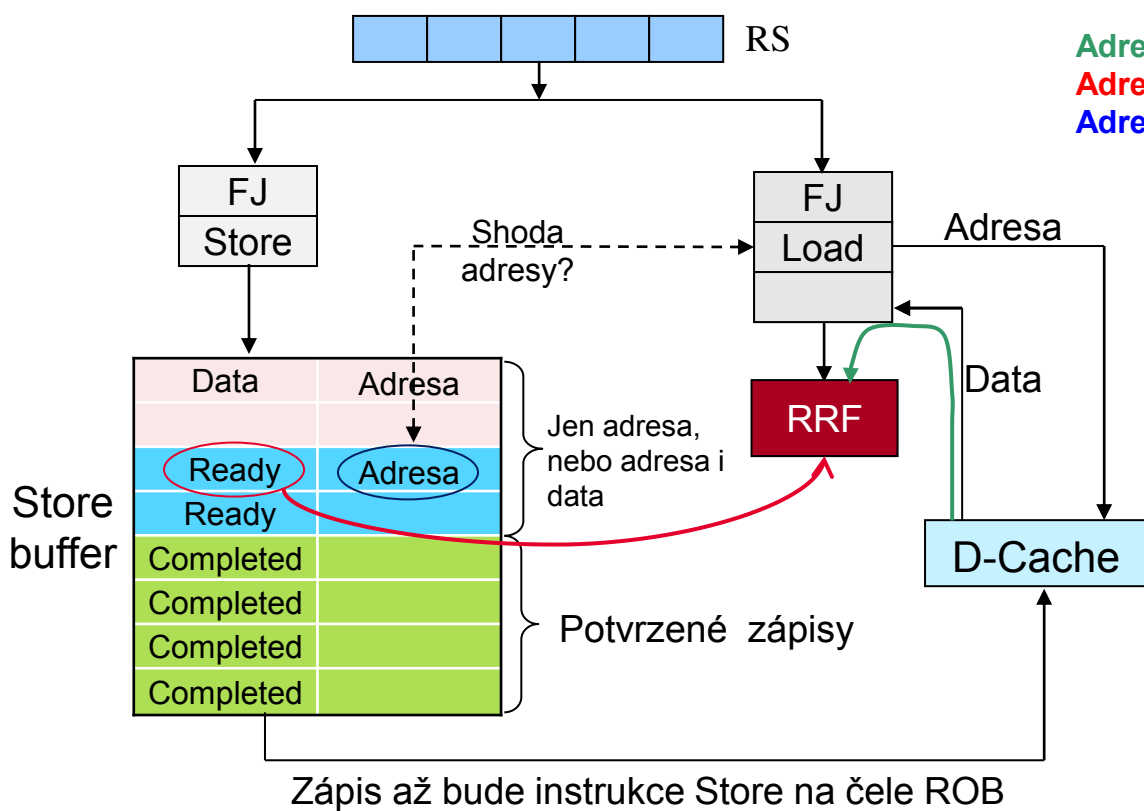 RS
Adre
Adre
Adre
FJ
Store
FJ
Load
Shoda
adresy?
Adresa
Data
Data
Adresa
RRF
Ready
Adresa
Ready
Jen adresa,
nebo adresa i
data
Store
buffer
Completed
Completed
Completed
Completed
Potvrzené zápisy
D-Cache
Zápis až bude instrukce Store na čele ROB